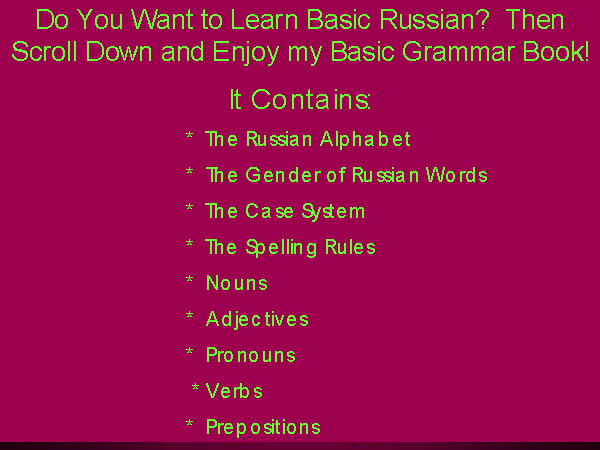 Do You Want to Learn Basic Russian? Then
Scroll Down and Enjoy my Basic Grammar Book!
It Contains:
* The Russian Alphabet
* The Gender of Russian Words
* The Case System
* The Spelling Rules
* Nouns
* Adjectives
* Pronouns
* Verbs
* Prepositions